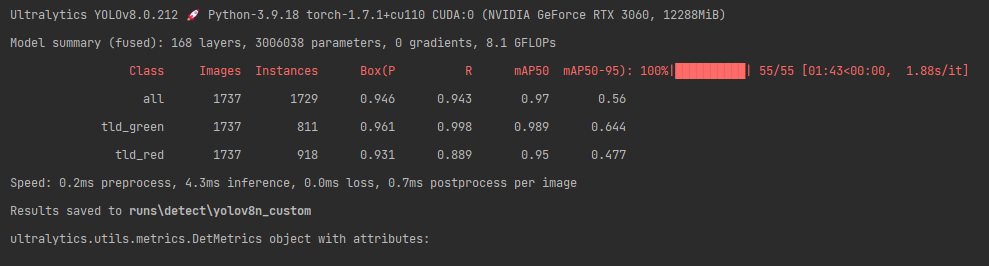 Ultralytics YOLOv8.0.212 🚀 Python-3.9.18 torch-1.7.1+cu110 CUDA:0 (NVIDIA GeForce RTX 3060, 12288MiB)
Model summary (fused): 168 layers, 3006038 parameters, 0 gradients, 8.1 GFLOPs
Class Images Instances Box(P R mAP50 mAP50-95): 100%|██████████| 55/55 [01:43<00:00, 1.88s/it]
all 1737 1729 0.946 0.943 0.97 0.56
tld_green 1737 811 0.961 0.998 0.989 0.644
tld_red 1737 918 0.931 0.889 0.95 0.477
Speed: 0.2ms preprocess, 4.3ms inference, 0.0ms loss, 0.7ms postprocess per image
Results saved to runs\detect\yolov8n_custom
ultralytics.utils.metrics.DetMetrics object with attributes: